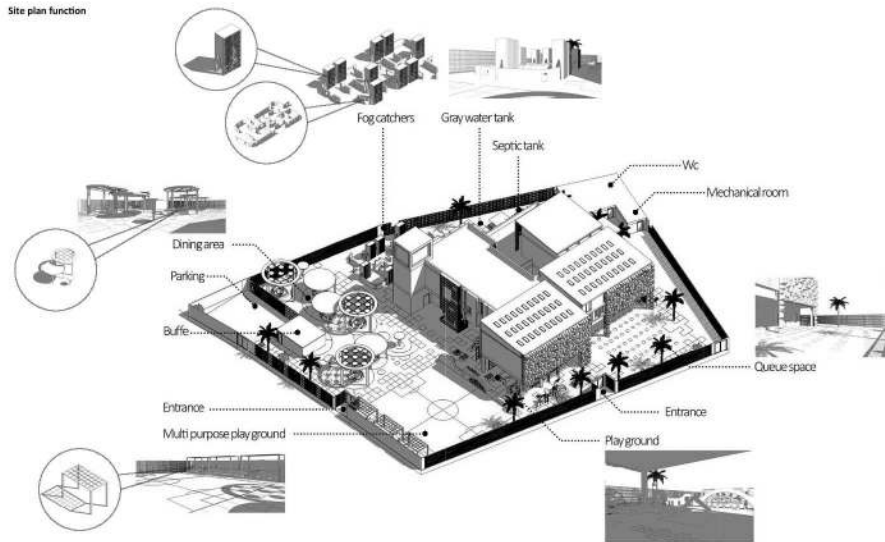 Site plan function
Fog catchers
Gray water tank
Septic tank
Wc
Mechanical room
Dining area
Parking
Buffe
Queue space
Entrance
Entrance
Multi purpose play ground
Play ground